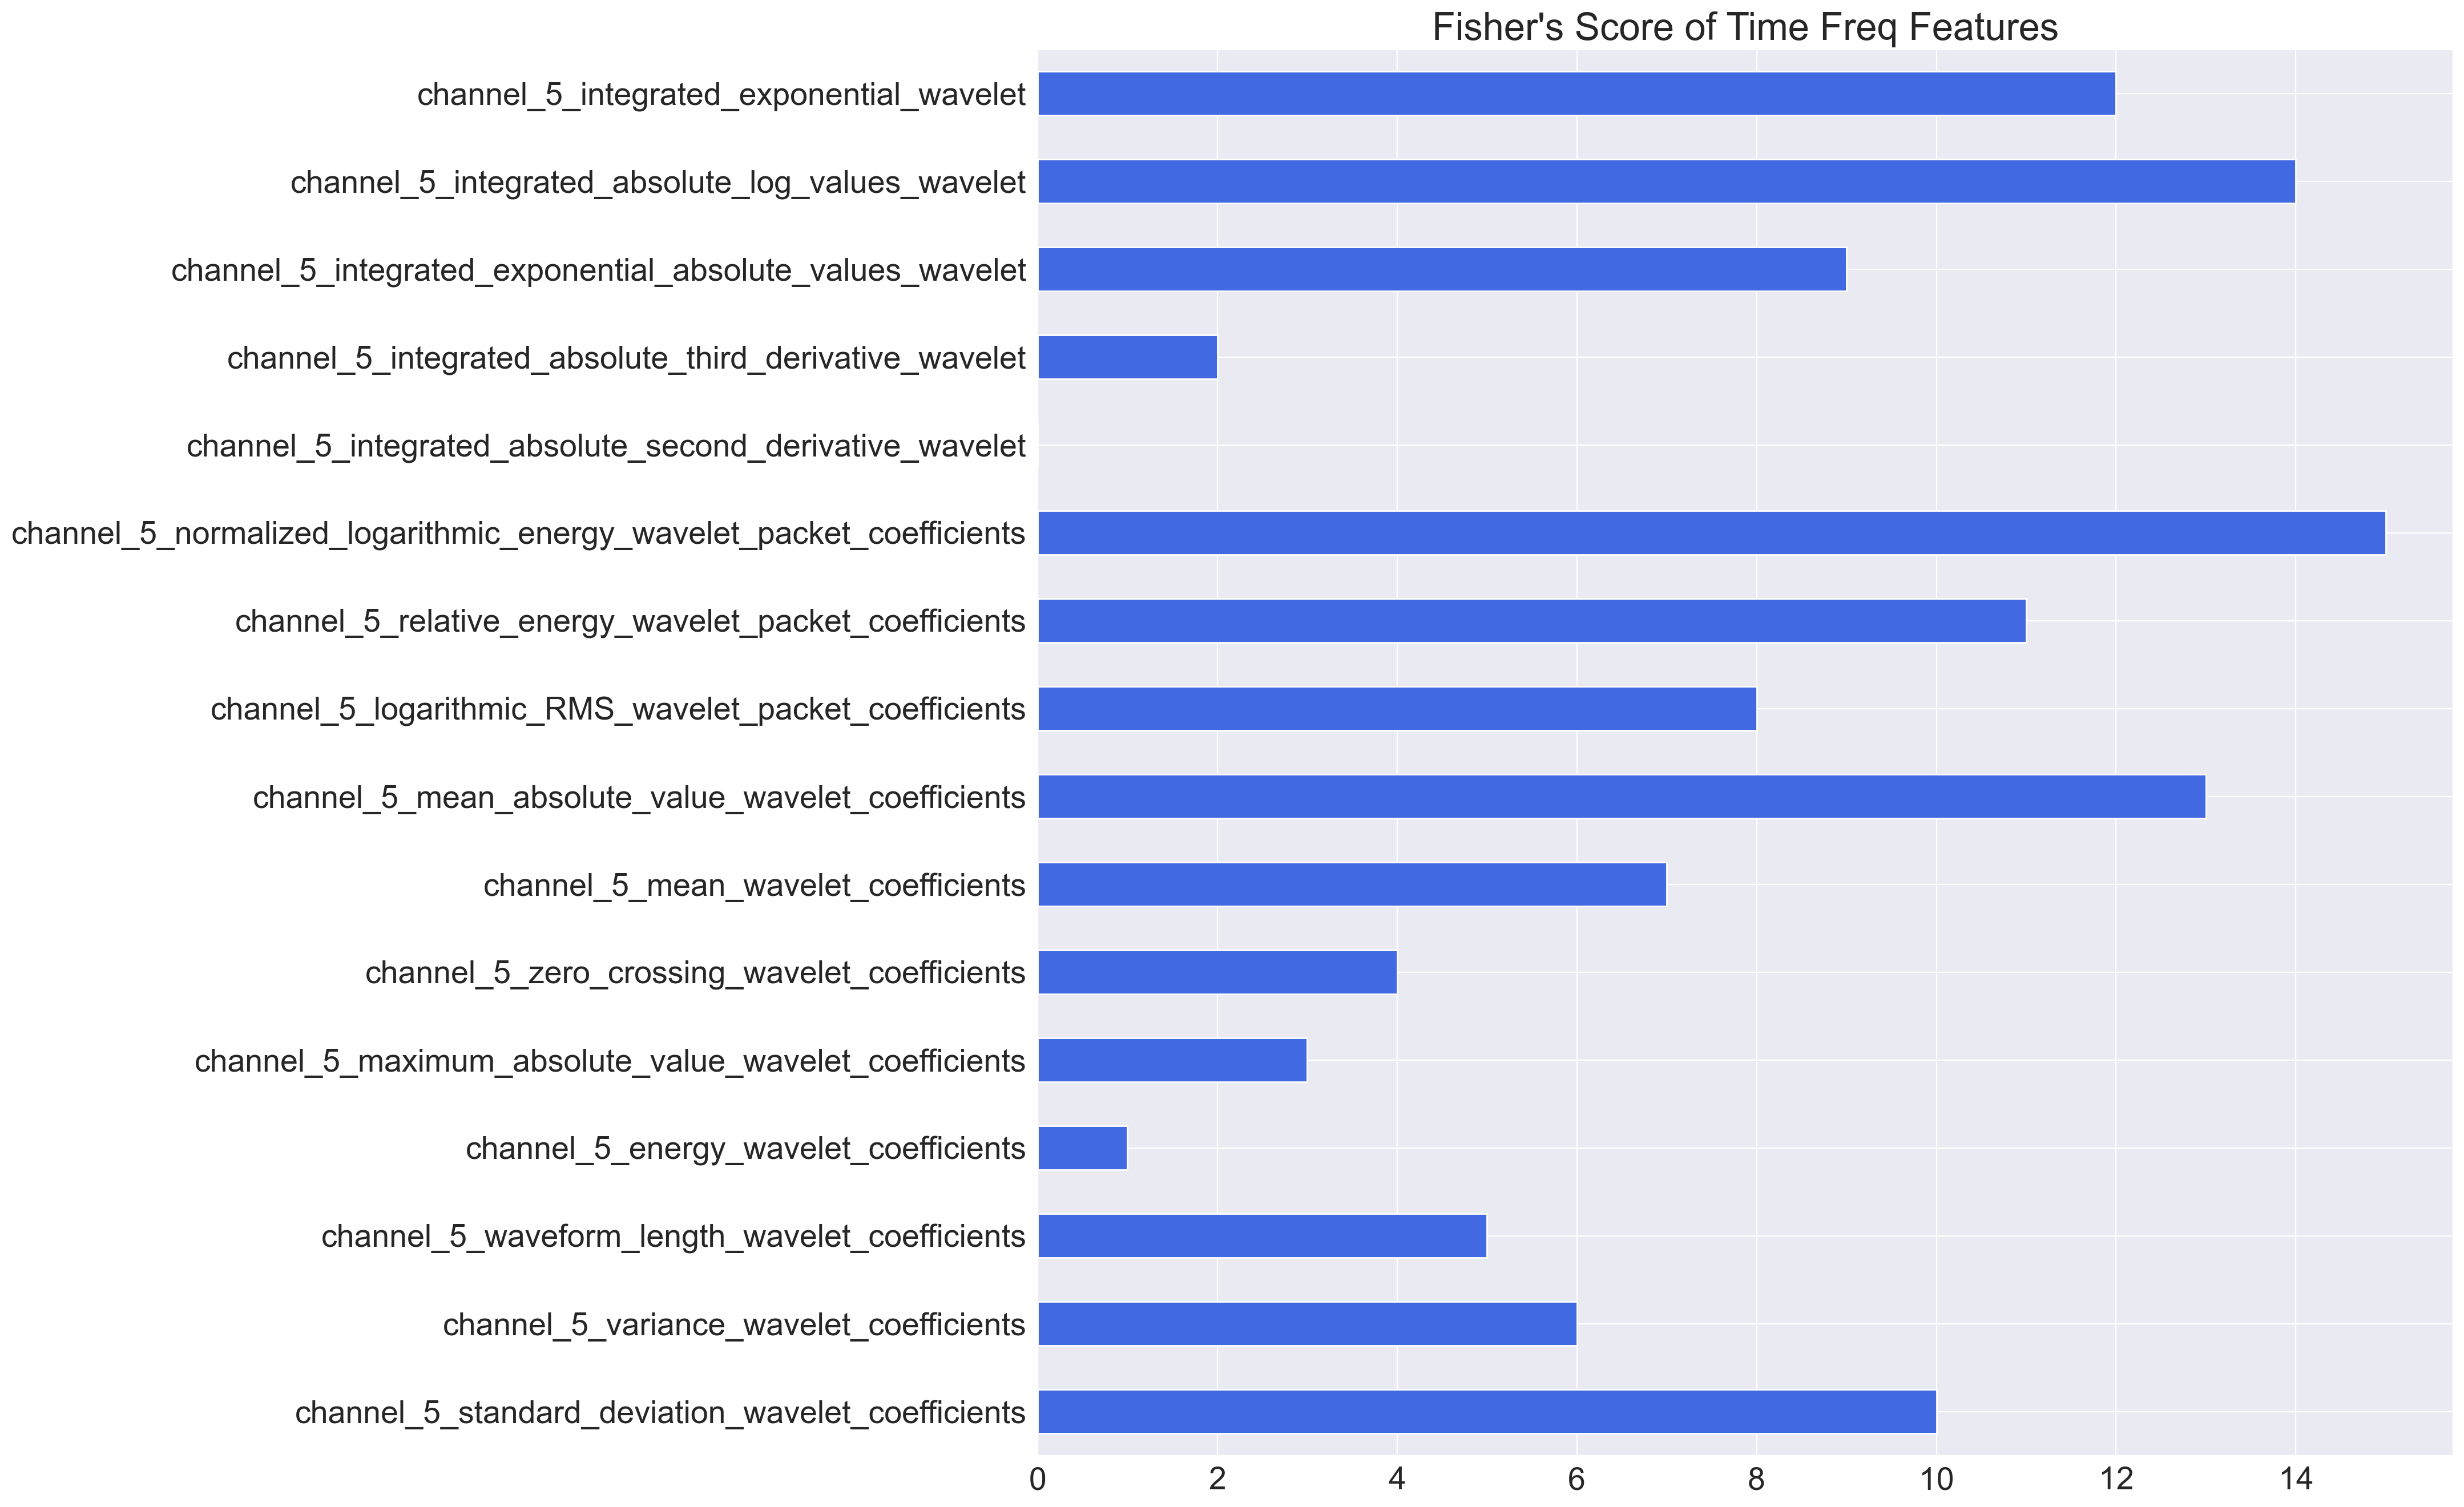 Fisher's Score of Time Freq Features
channel_5_integrated_exponential_wavelet
channel_5_integrated_absolute_log_values_wavelet
channel_5_integrated_exponential_absolute_values_wavelet
channel_5_integrated_absolute_third_derivative_wavelet
channel_5_integrated_absolute_second_derivative_wavelet
channel_5_normalized_logarithmic_energy_wavelet_packet_coefficients
channel_5_relative_energy_wavelet_packet_coefficients
channel_5_logarithmic_RMS_wavelet_packet_coefficients
channel_5_mean_absolute_value_wavelet_coefficients
channel_5_mean_wavelet_coefficients
channel_5_zero_crossing_wavelet_coefficients
channel_5_maximum_absolute_value_wavelet_coefficients
channel_5_energy_wavelet_coefficients
channel_5_waveform_length_wavelet_coefficients
channel_5_variance_wavelet_coefficients
channel_5_standard_deviation_wavelet_coefficients
0 2 4 6 8 10 12 14